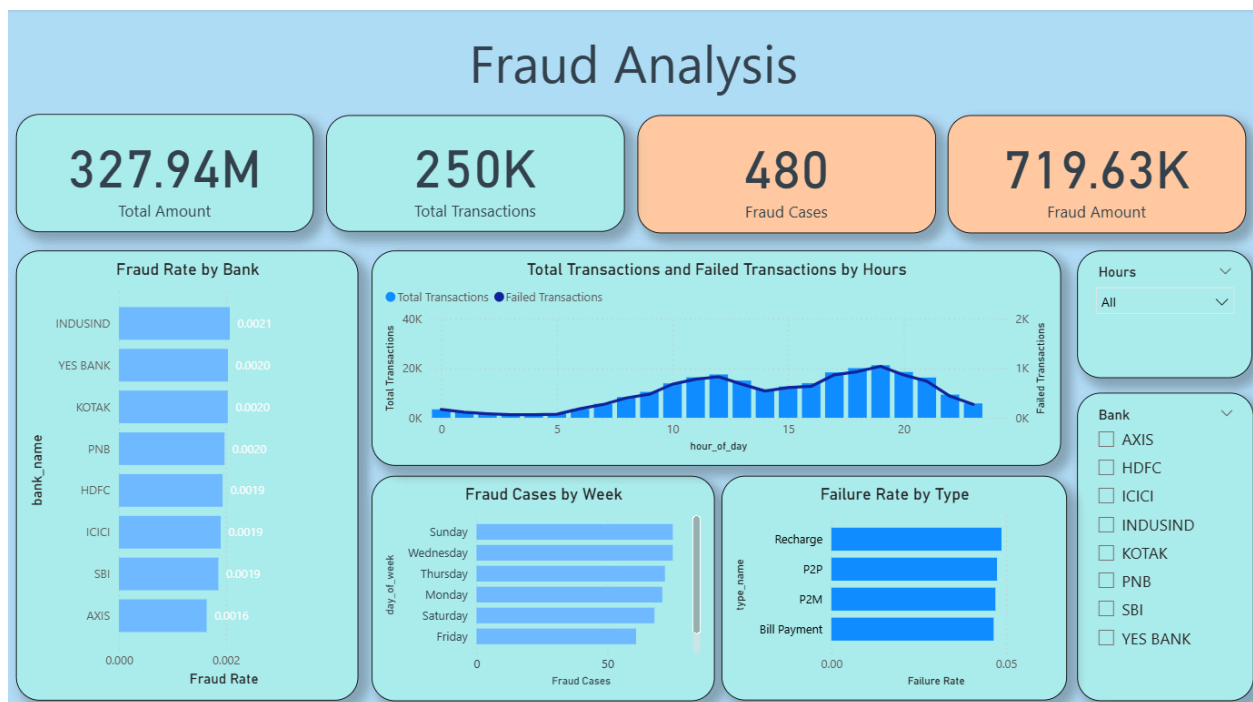 Fraud Analysis
327.94M
Total Amount
250K
Total Transactions
480
Fraud Cases
719.63K
Fraud Amount
Fraud Rate by Bank
bank_name
INDUSIND 0.0021
YES BANK 0.0020
KOTAK 0.0020
PNB 0.0020
HDFC 0.0019
ICICI 0.0019
SBI 0.0019
AXIS 0.0016
0.000 0.002
Fraud Rate
Total Transactions and Failed Transactions by Hours
Total Transactions Failed Transactions
Total Transactions
40K
20K
0K
2K
1K
0K
Failed Transactions
0 5 10 15 20
hour_of_day
Fraud Cases by Week
day_of_week
Sunday
Wednesday
Thursday
Monday
Saturday
Friday
0 50
Fraud Cases
Failure Rate by Type
type_name
Recharge
P2P
P2M
Bill Payment
0.00 0.05
Failure Rate
Hours
All
Bank
AXIS
HDFC
ICICI
INDUSIND
KOTAK
PNB
SBI
YES BANK